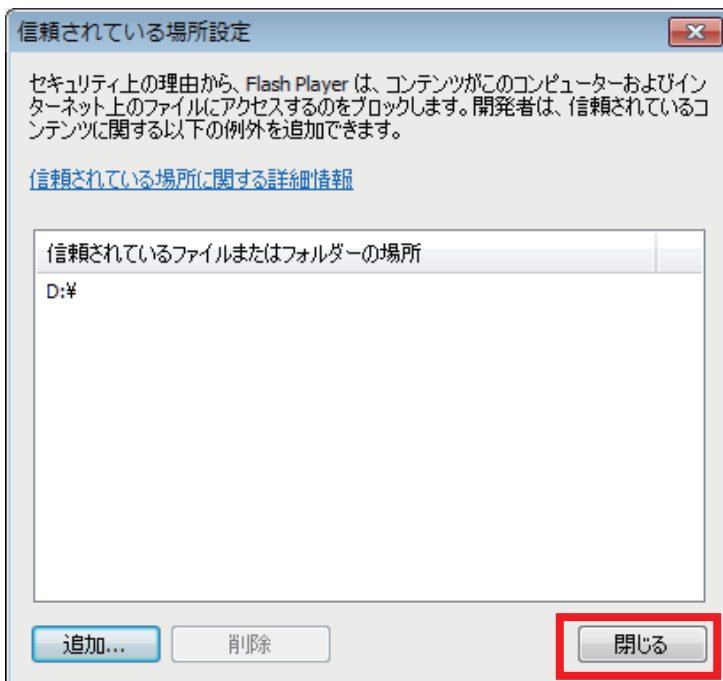 信頼されている場所設定
セキュリティ上の理由から、Flash Player は、コンテンツがこのコンピューターおよびイン
ターネット上のファイルにアクセスするのをブロックします。開発者は、信頼されているコ
ンテンツに関する以下の例外を追加できます。
信頼されている場所に関する詳細情報
信頼されているファイルまたはフォルダーの場所
D:¥
追加... 削除 閉じる